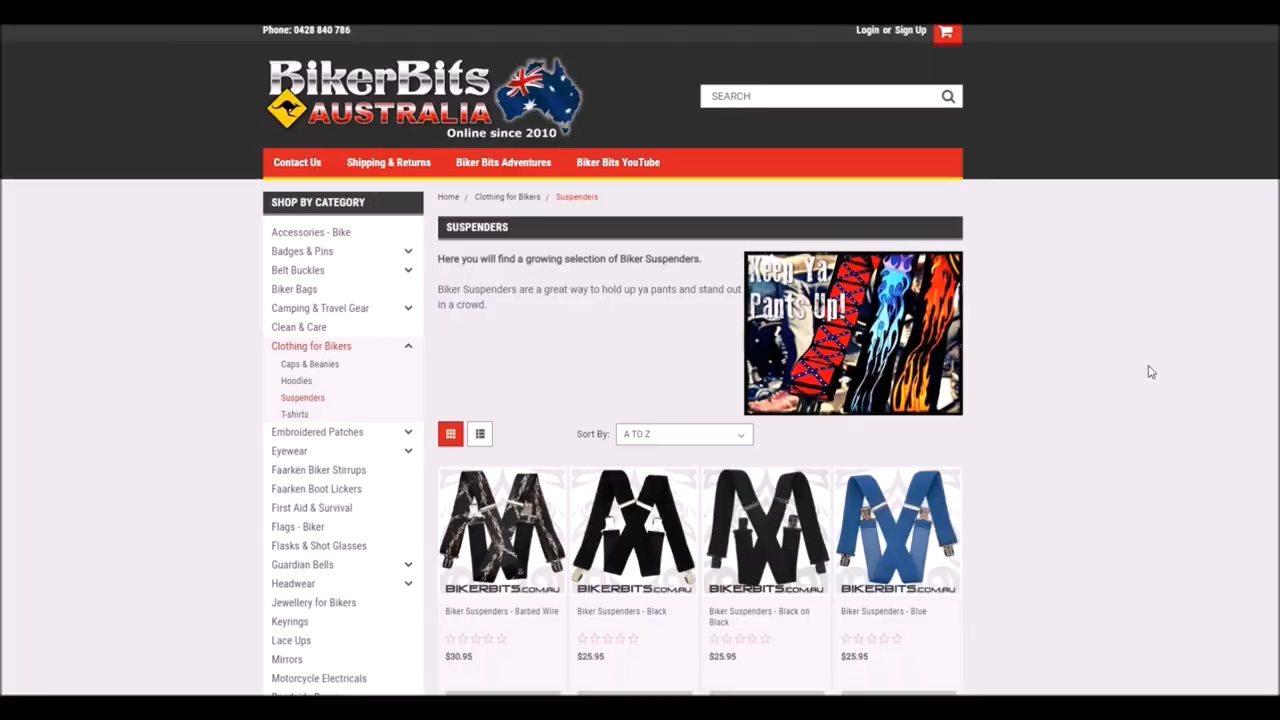 Phone: 0428 840 786
Login or Sign Up
BikerBits
AUSTRALIA
Online since 2010
SEARCH
Contact Us
Shipping & Returns
Biker Bits Adventures
Biker Bits YouTube
SHOP BY CATEGORY
Accessories - Bike
Badges & Pins
Belt Buckles
Biker Bags
Camping & Travel Gear
Clean & Care
Clothing for Bikers
Caps & Beanies
Hoodies
Suspenders
T-shirts
Embroidered Patches
Eyewear
Faarken Biker Stirrups
Faarken Boot Lickers
First Aid & Survival
Flags - Biker
Flasks & Shot Glasses
Guardian Bells
Headwear
Jewellery for Bikers
Keyrings
Lace Ups
Mirrors
Motorcycle Electricals
Home / Clothing for Bikers / Suspenders
SUSPENDERS
Here you will find a growing selection of Biker Suspenders.
Biker Suspenders are a great way to hold up ya pants and stand out
in a crowd.
Keep Ya
Pants Up!
Sort By: A TO Z
BIKERBITS.COM.AU
Biker Suspenders - Barbed Wire
$30.95
BIKERBITS.COM.AU
Biker Suspenders - Black
$25.95
BIKERBITS.COM.AU
Biker Suspenders - Black on
Black
$25.95
BIKERBITS.COM.AU
Biker Suspenders - Blue
$25.95